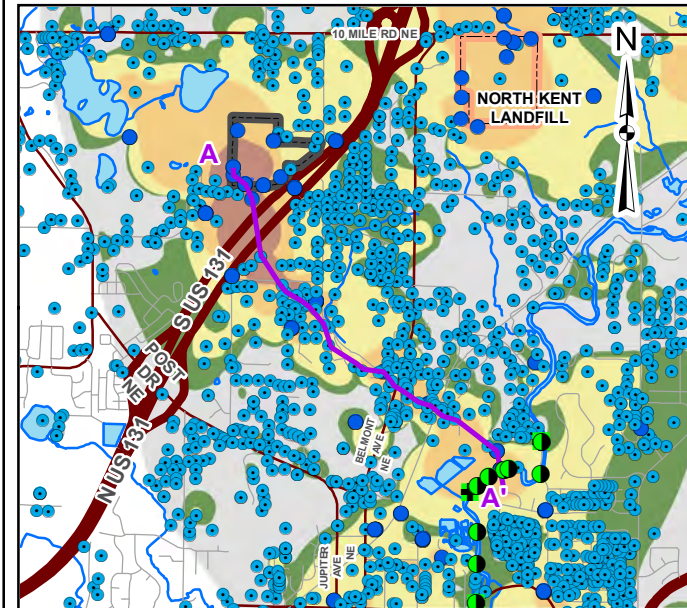 10 MILE RD NE
N
NORTH KENT
LANDFILL
A
S US 131
POST
DR
NE
N US 131
BELMONT
AVE
NE
A'
JUPITER
AVE NE